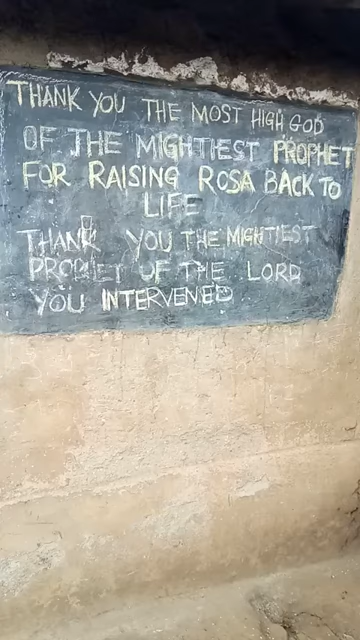 THANK YOU THE MOST HIGH GOD
OF THE MIGHTIEST PROPHET
FOR RAISING ROSA BACK TO
LIFE
THANK YOU THE MIGHTIEST
PROPHET OF THE LORD
YOU INTERVENED